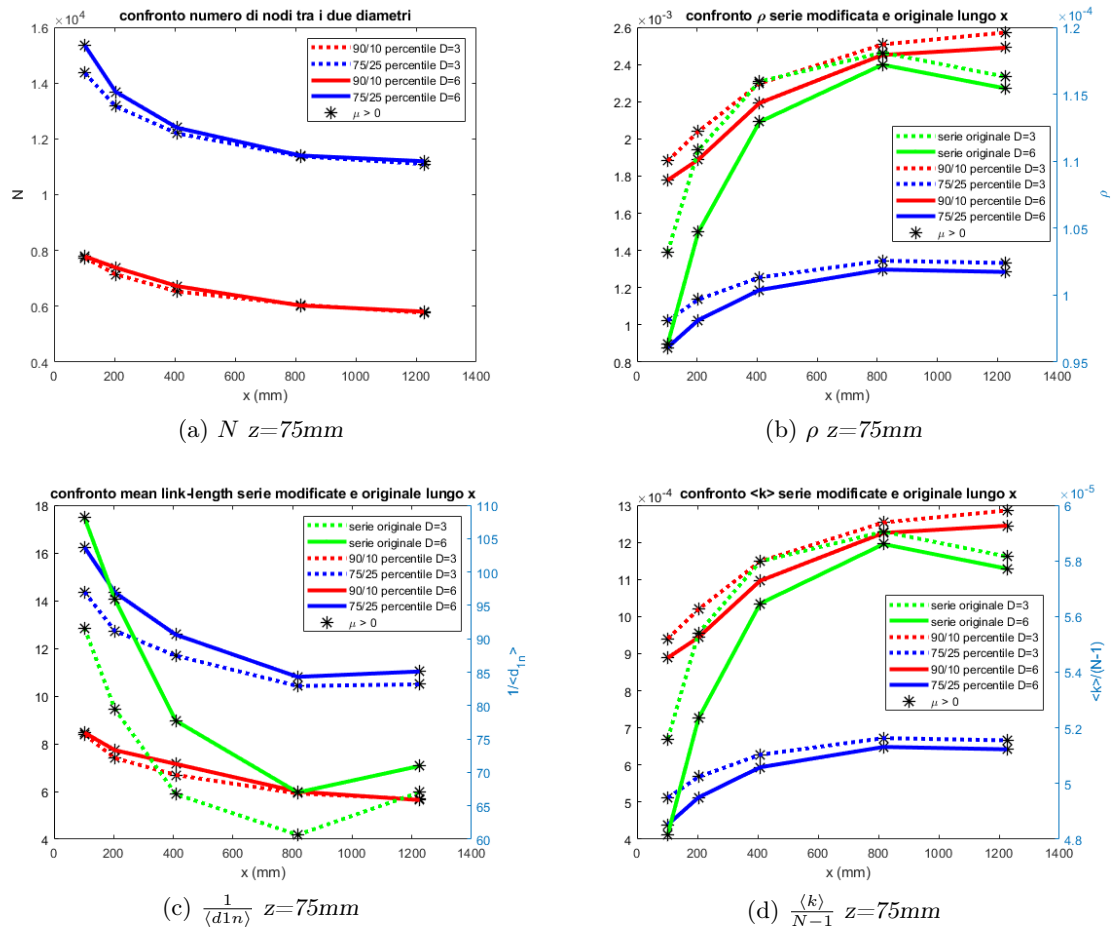 confronto numero di nodi tra i due diametri
×10⁴
1.6
1.4
1.2
1
0.8
0.6
0.4
N
0 200 400 600 800 1000 1200 1400
x (mm)
90/10 percentile D=3
75/25 percentile D=3
90/10 percentile D=6
75/25 percentile D=6
μ > 0
(a) N z=75mm
confronto ρ serie modificata e originale lungo x
×10⁻³
×10⁻⁴
2.6
2.4
2.2
2
1.8
1.6
1.4
1.2
1
0.8
0 200 400 600 800 1000 1200 1400
x (mm)
1.2
1.15
1.1
1.05
1
0.95
ρ
serie originale D=3
serie originale D=6
90/10 percentile D=3
75/25 percentile D=3
90/10 percentile D=6
75/25 percentile D=6
μ > 0
(b) ρ z=75mm
confronto mean link-length serie modificate e originale lungo x
18
16
14
12
10
8
6
4
0 200 400 600 800 1000 1200 1400
x (mm)
110
105
100
95
90
85
80
75
70
65
60
1/<d₁ₙ>
serie originale D=3
serie originale D=6
90/10 percentile D=3
75/25 percentile D=3
90/10 percentile D=6
75/25 percentile D=6
μ > 0
(c) 1/⟨d1n⟩ z=75mm
confronto <k> serie modificate e originale lungo x
×10⁻⁴
×10⁻⁵
13
12
11
10
9
8
7
6
5
4
0 200 400 600 800 1000 1200 1400
x (mm)
6
5.8
5.6
5.4
5.2
5
4.8
<k>/(N-1)
serie originale D=3
serie originale D=6
90/10 percentile D=3
75/25 percentile D=3
90/10 percentile D=6
75/25 percentile D=6
μ > 0
(d) ⟨k⟩/N−1 z=75mm